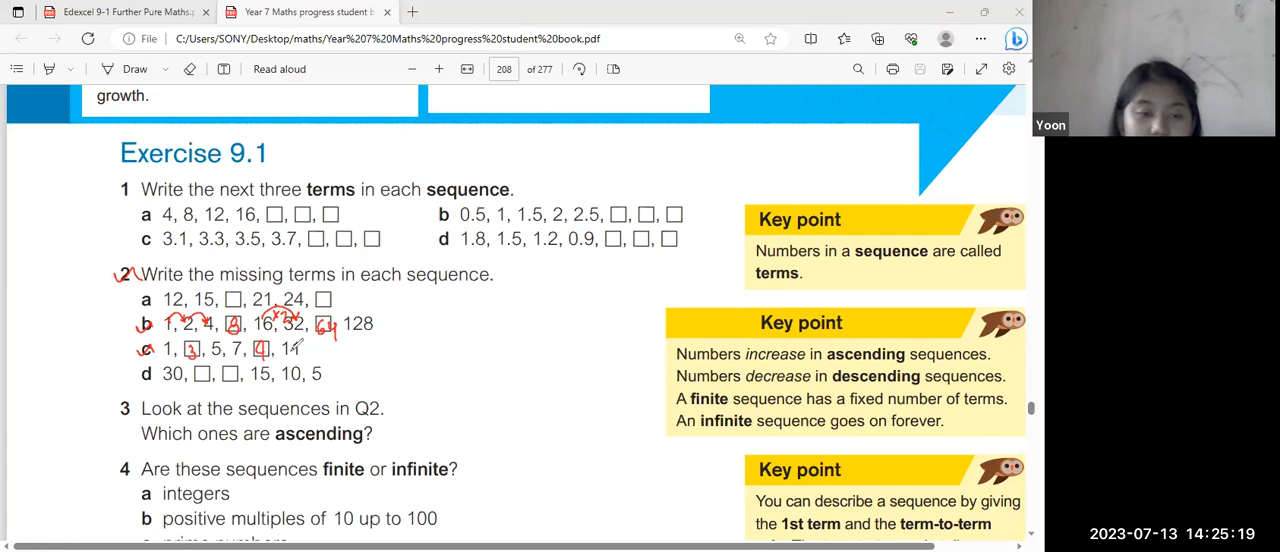 Edexcel 9-1 Further Pure Maths.p
Year 7 Maths progress student b
File
C:/Users/SONY/Desktop/maths/Year%207%20Maths%20progress%20student%20book.pdf
Draw
Read aloud
208 of 277
Yoon
growth.
Exercise 9.1
1 Write the next three terms in each sequence.
a 4, 8, 12, 16, □, □, □
b 0.5, 1, 1.5, 2, 2.5, □, □, □
c 3.1, 3.3, 3.5, 3.7, □, □, □
d 1.8, 1.5, 1.2, 0.9, □, □, □
Key point
Numbers in a sequence are called
terms.
2 Write the missing terms in each sequence.
a 12, 15, □, 21, 24, □
b 1, 2, 4, 8, 16, 32, 64, 128
×2
c 1, 3, 5, 7, 9, 11
d 30, □, □, 15, 10, 5
Key point
Numbers increase in ascending sequences.
Numbers decrease in descending sequences.
A finite sequence has a fixed number of terms.
An infinite sequence goes on forever.
3 Look at the sequences in Q2.
Which ones are ascending?
4 Are these sequences finite or infinite?
a integers
b positive multiples of 10 up to 100
Key point
You can describe a sequence by giving
the 1st term and the term-to-term
2023-07-13 14:25:19